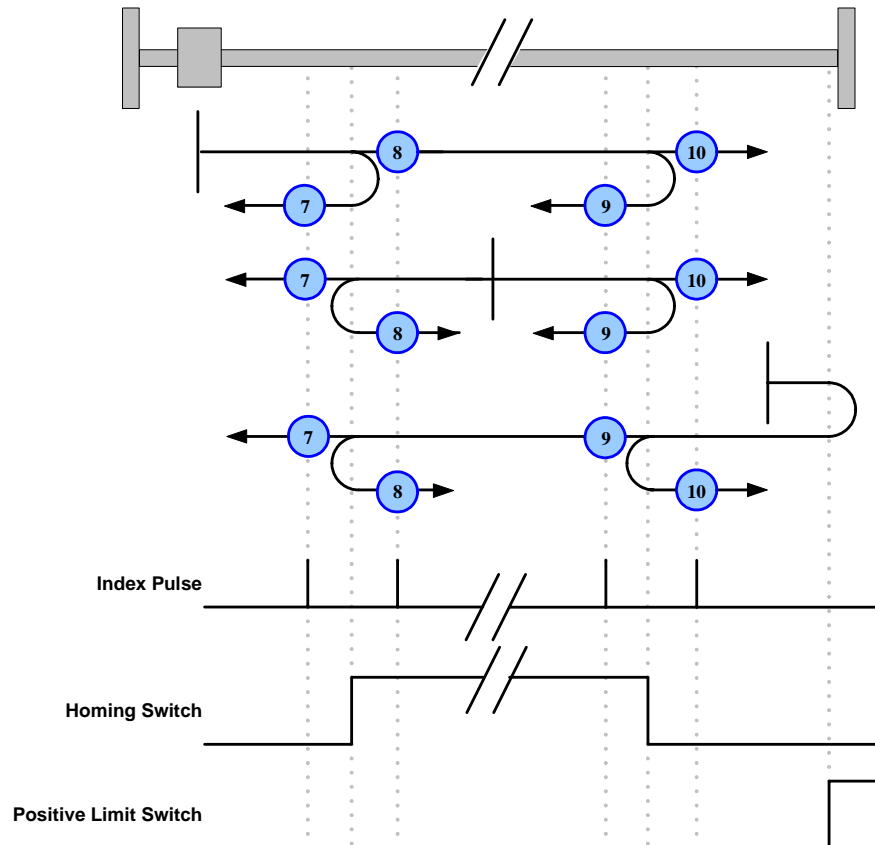 8 10
7 9
7 10
8 9
7 9
8 10
Index Pulse
Homing Switch
Positive Limit Switch